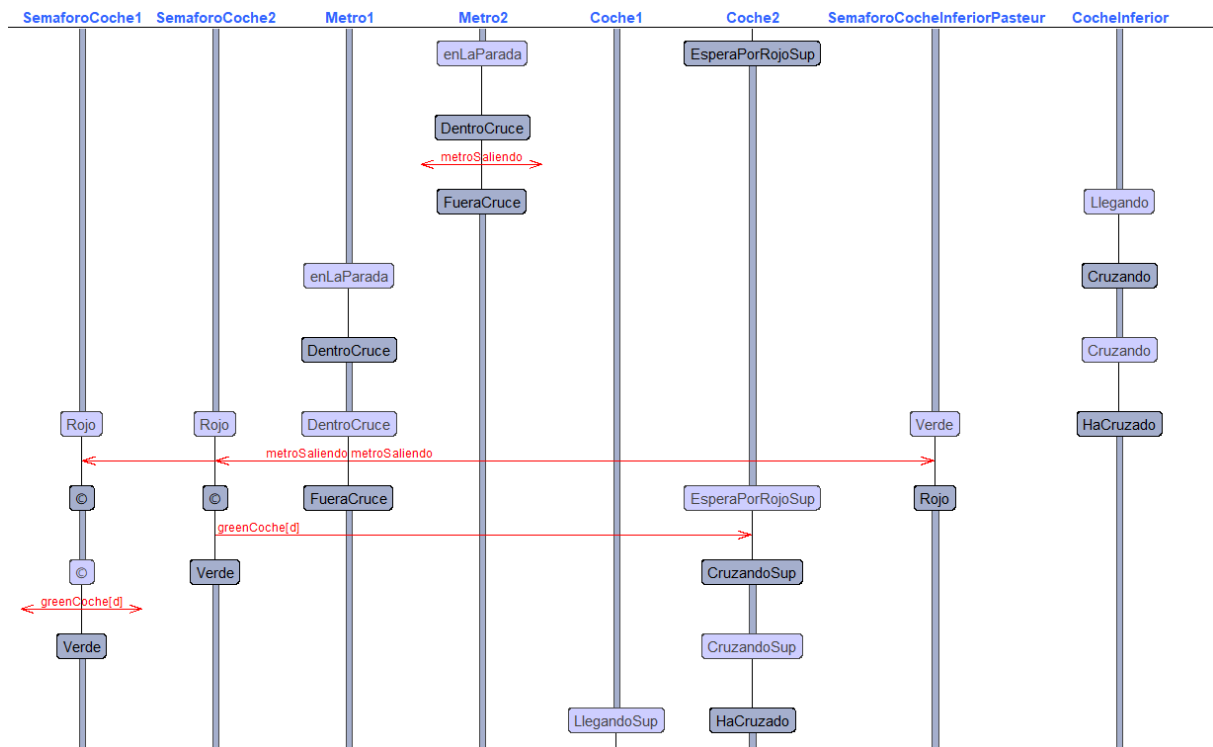 SemaforoCoche1 SemaforoCoche2 Metro1 Metro2 Coche1 Coche2 SemaforoCocheInferiorPasteur CocheInferior
enLaParada EsperaPorRojoSup
DentroCruce
metroSaliendo
FueraCruce Llegando
enLaParada Cruzando
DentroCruce Cruzando
Rojo Rojo DentroCruce Verde HaCruzado
metroSaliendo metroSaliendo
© © FueraCruce EsperaPorRojoSup Rojo
greenCoche[d]
© Verde CruzandoSup
greenCoche[d]
Verde CruzandoSup
LlegandoSup HaCruzado